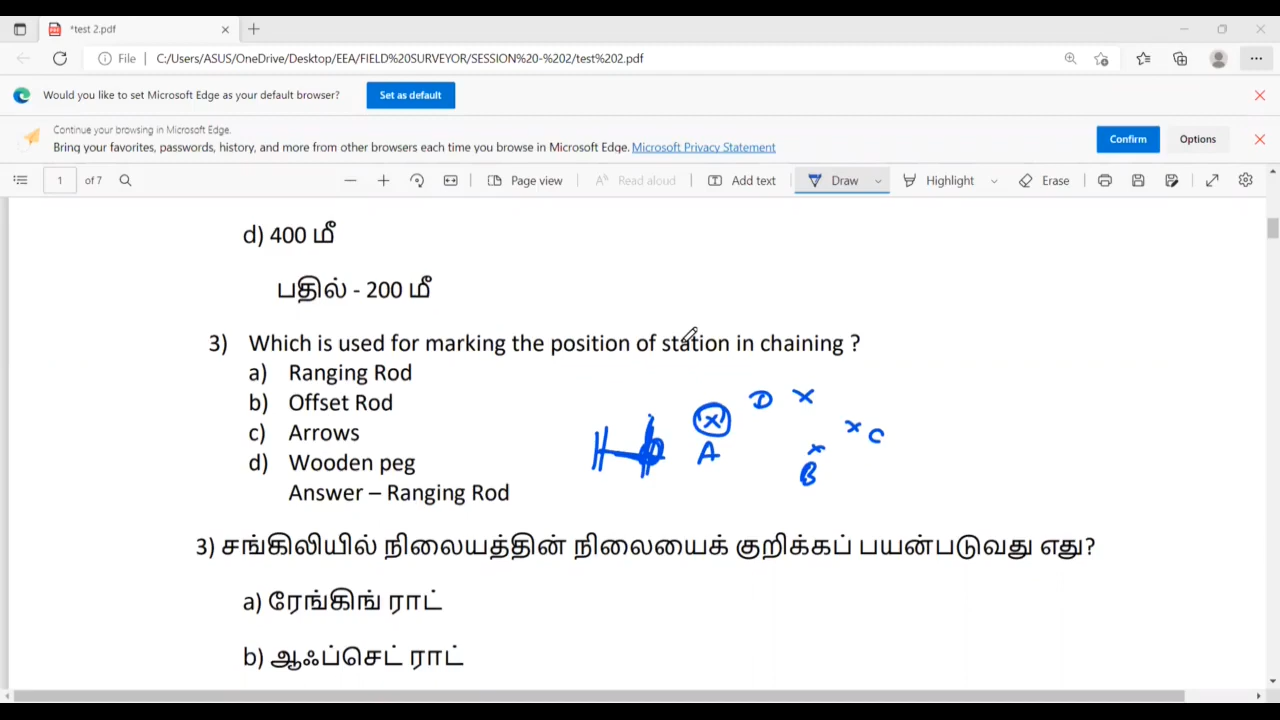 *test 2.pdf
File C:/Users/ASUS/OneDrive/Desktop/EEA/FIELD%20SURVEYOR/SESSION%20-%202/test%202.pdf
Would you like to set Microsoft Edge as your default browser? Set as default
Continue your browsing in Microsoft Edge.
Bring your favorites, passwords, history, and more from other browsers each time you browse in Microsoft Edge. Microsoft Privacy Statement Confirm Options
1 of 7 Page view Read aloud Add text Draw Highlight Erase
d) 400 மீ
பதில் - 200 மீ
3) Which is used for marking the position of station in chaining ?
a) Ranging Rod
b) Offset Rod
c) Arrows
d) Wooden peg
Answer – Ranging Rod
D
C
A
B
3) சங்கிலியில் நிலையத்தின் நிலையைக் குறிக்கப் பயன்படுவது எது?
a) ரேங்கிங் ராட்
b) ஆஃப்செட் ராட்